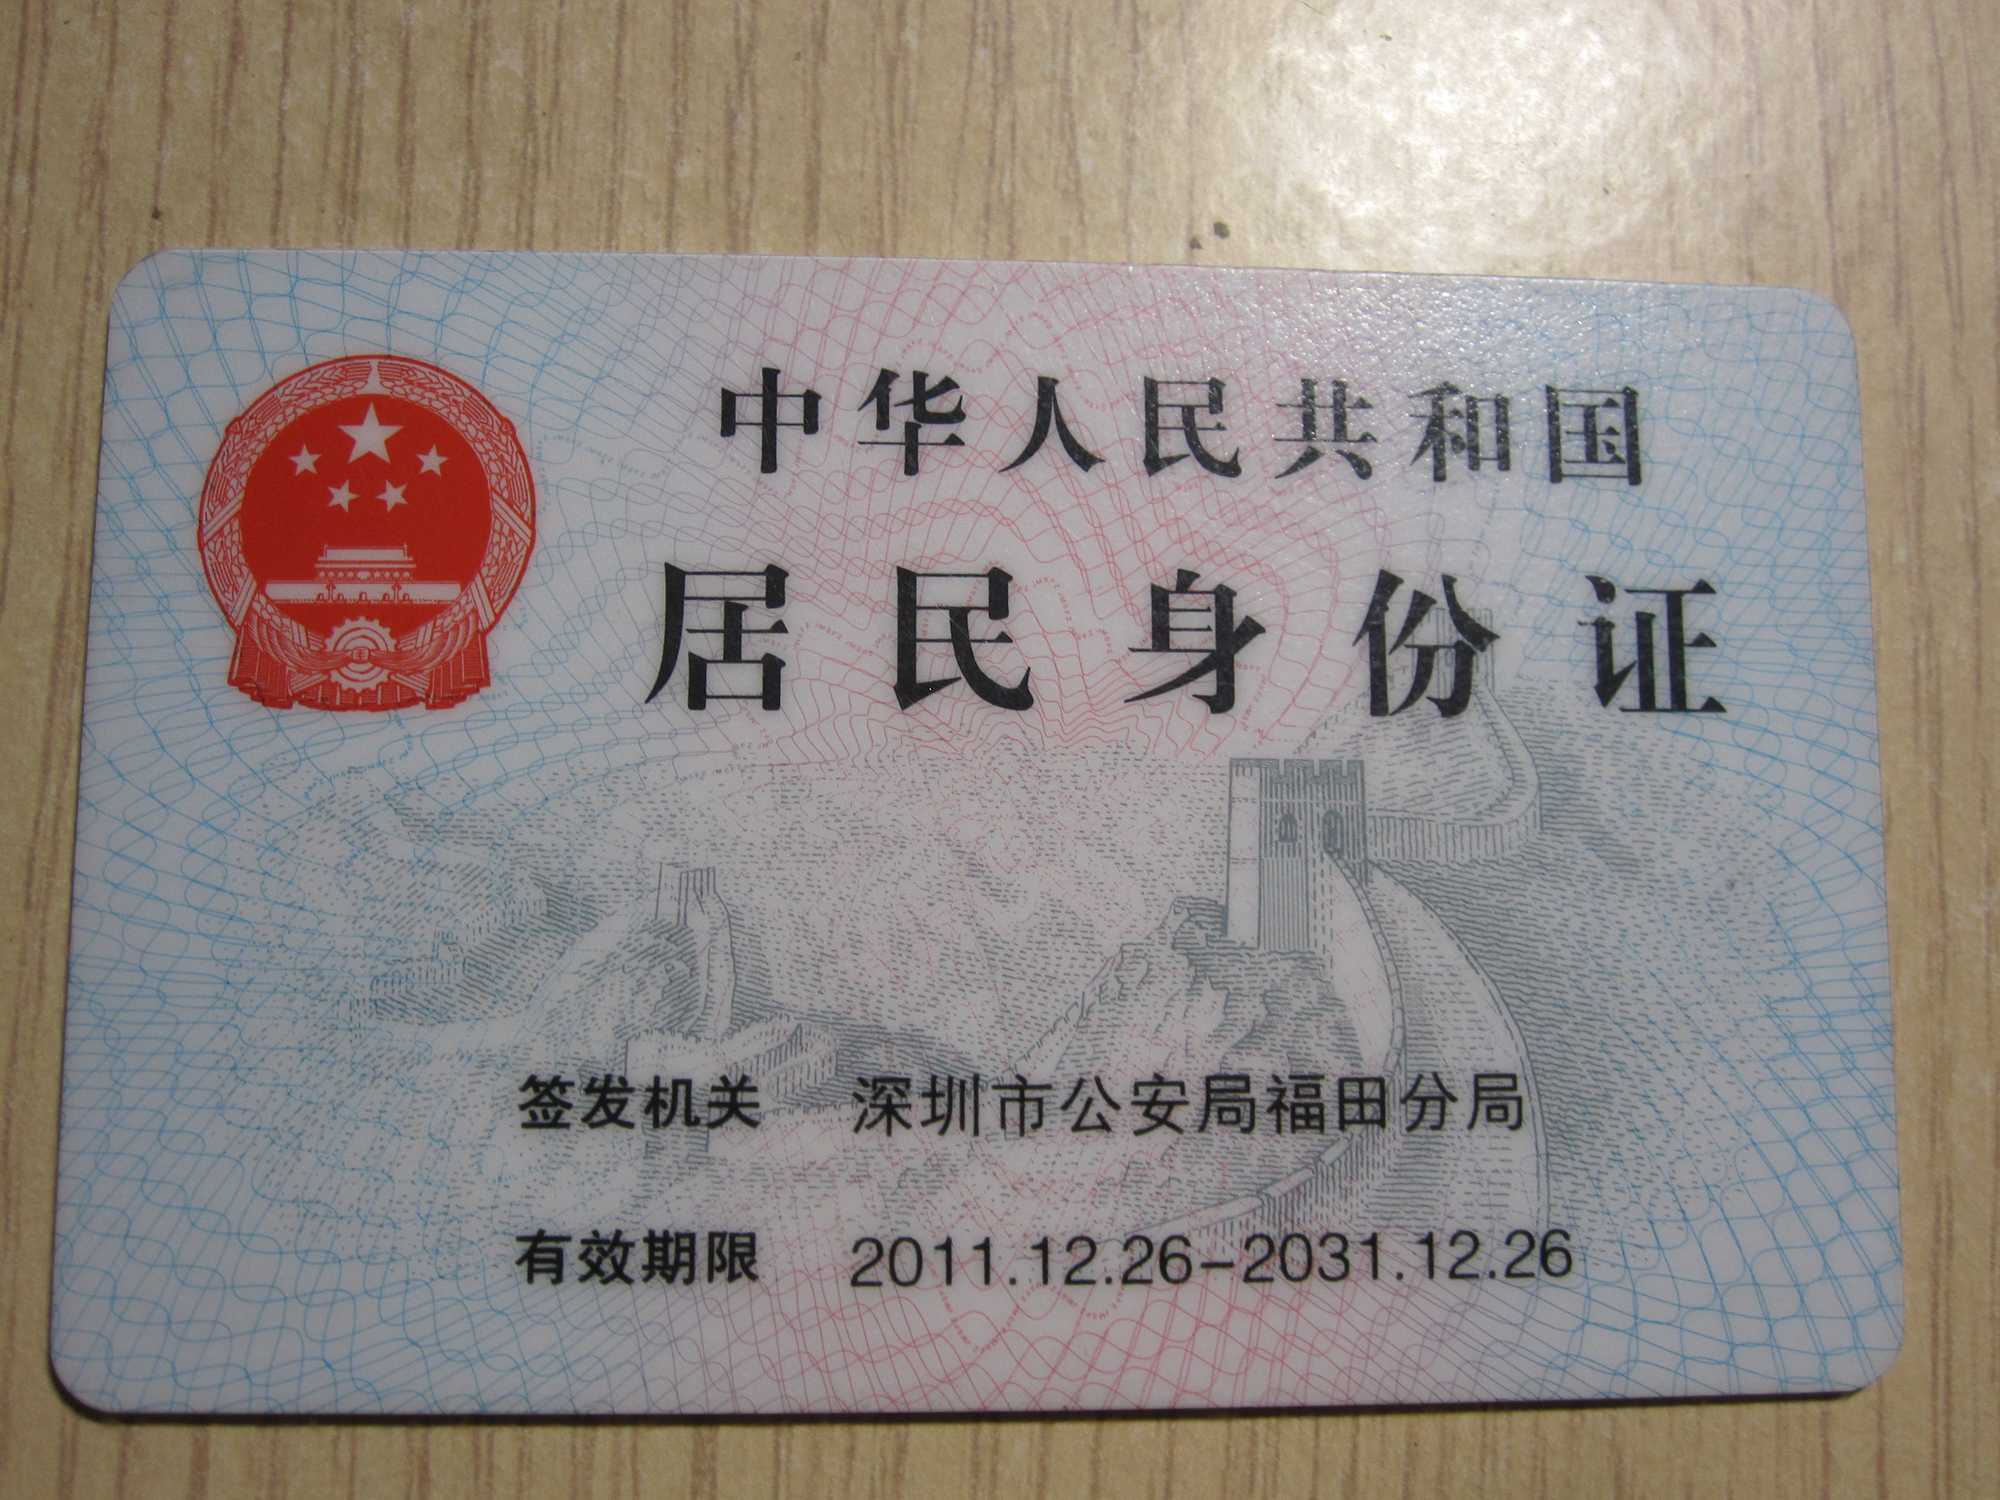 中华人民共和国
居民身份证
签发机关 深圳市公安局福田分局
有效期限 2011.12.26-2031.12.26